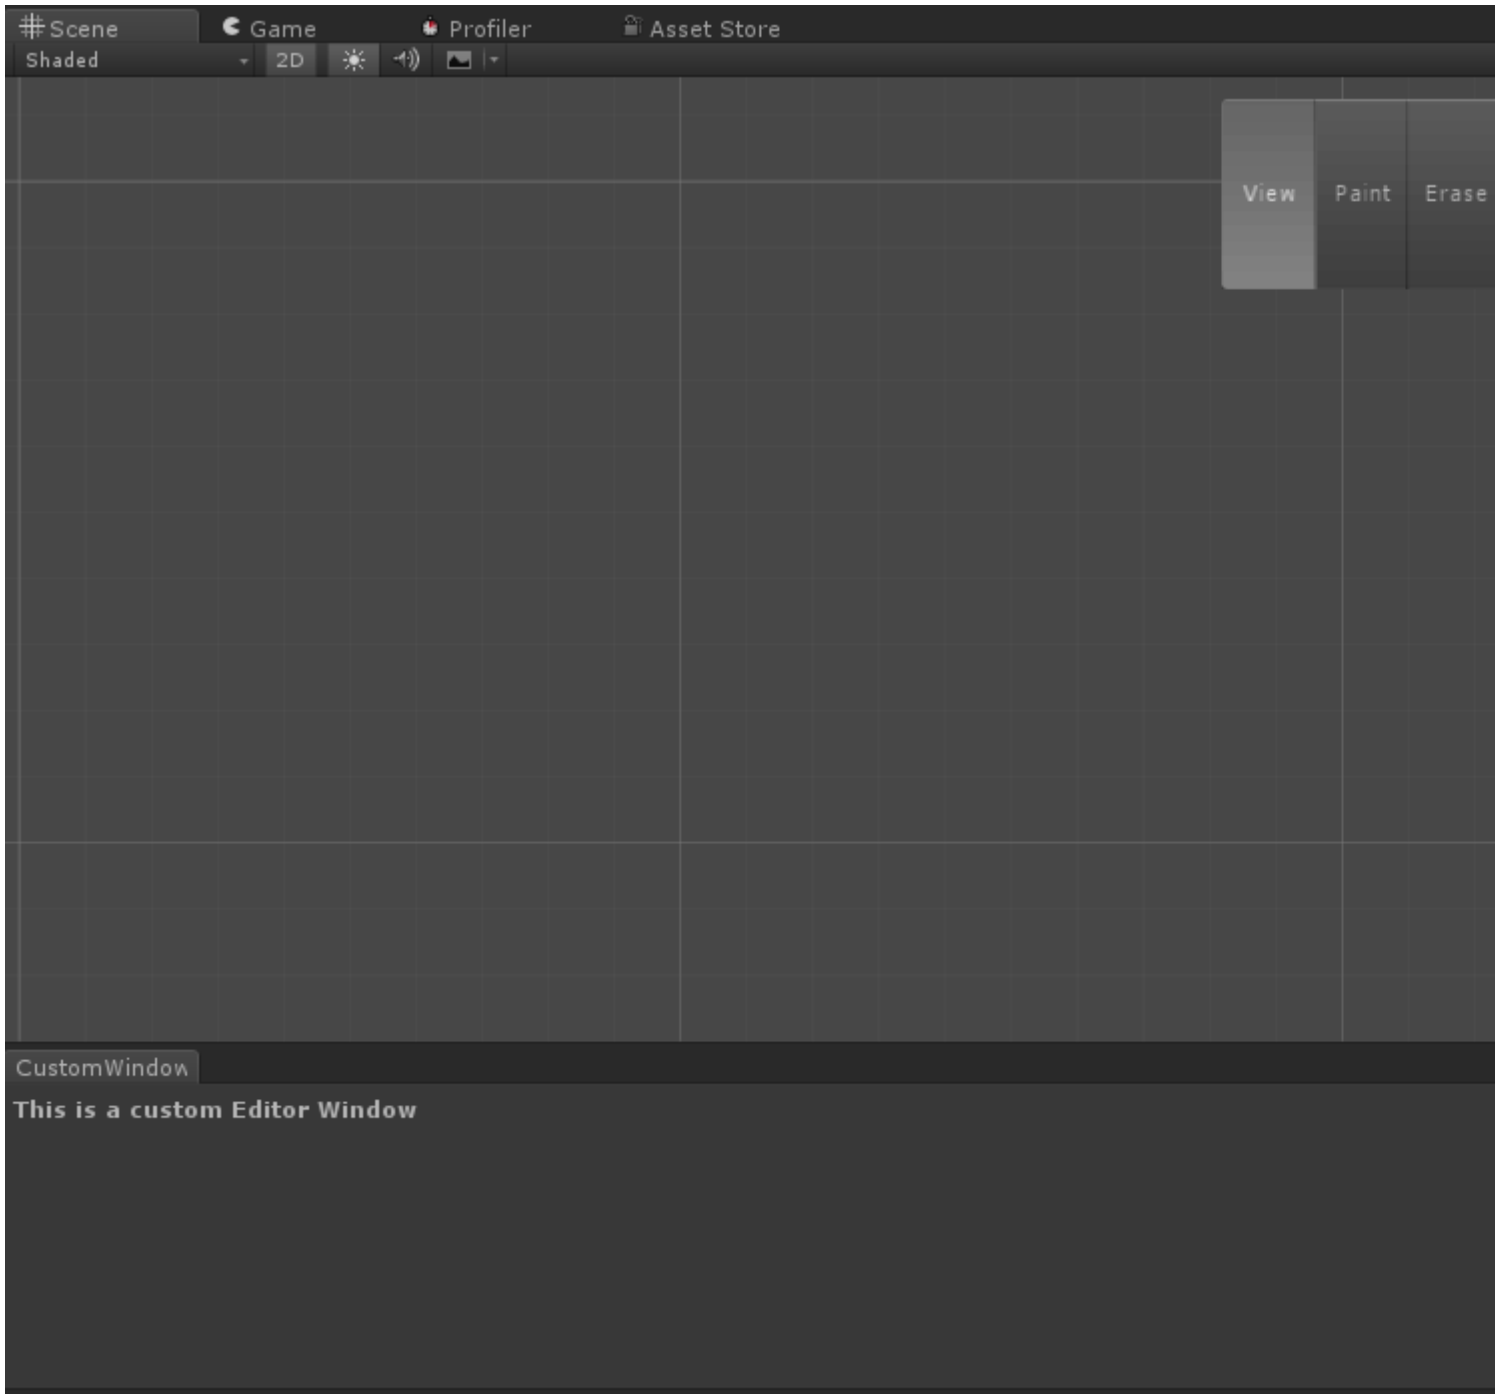 Scene Game Profiler Asset Store
Shaded 2D
View Paint Erase
CustomWindow
This is a custom Editor Window